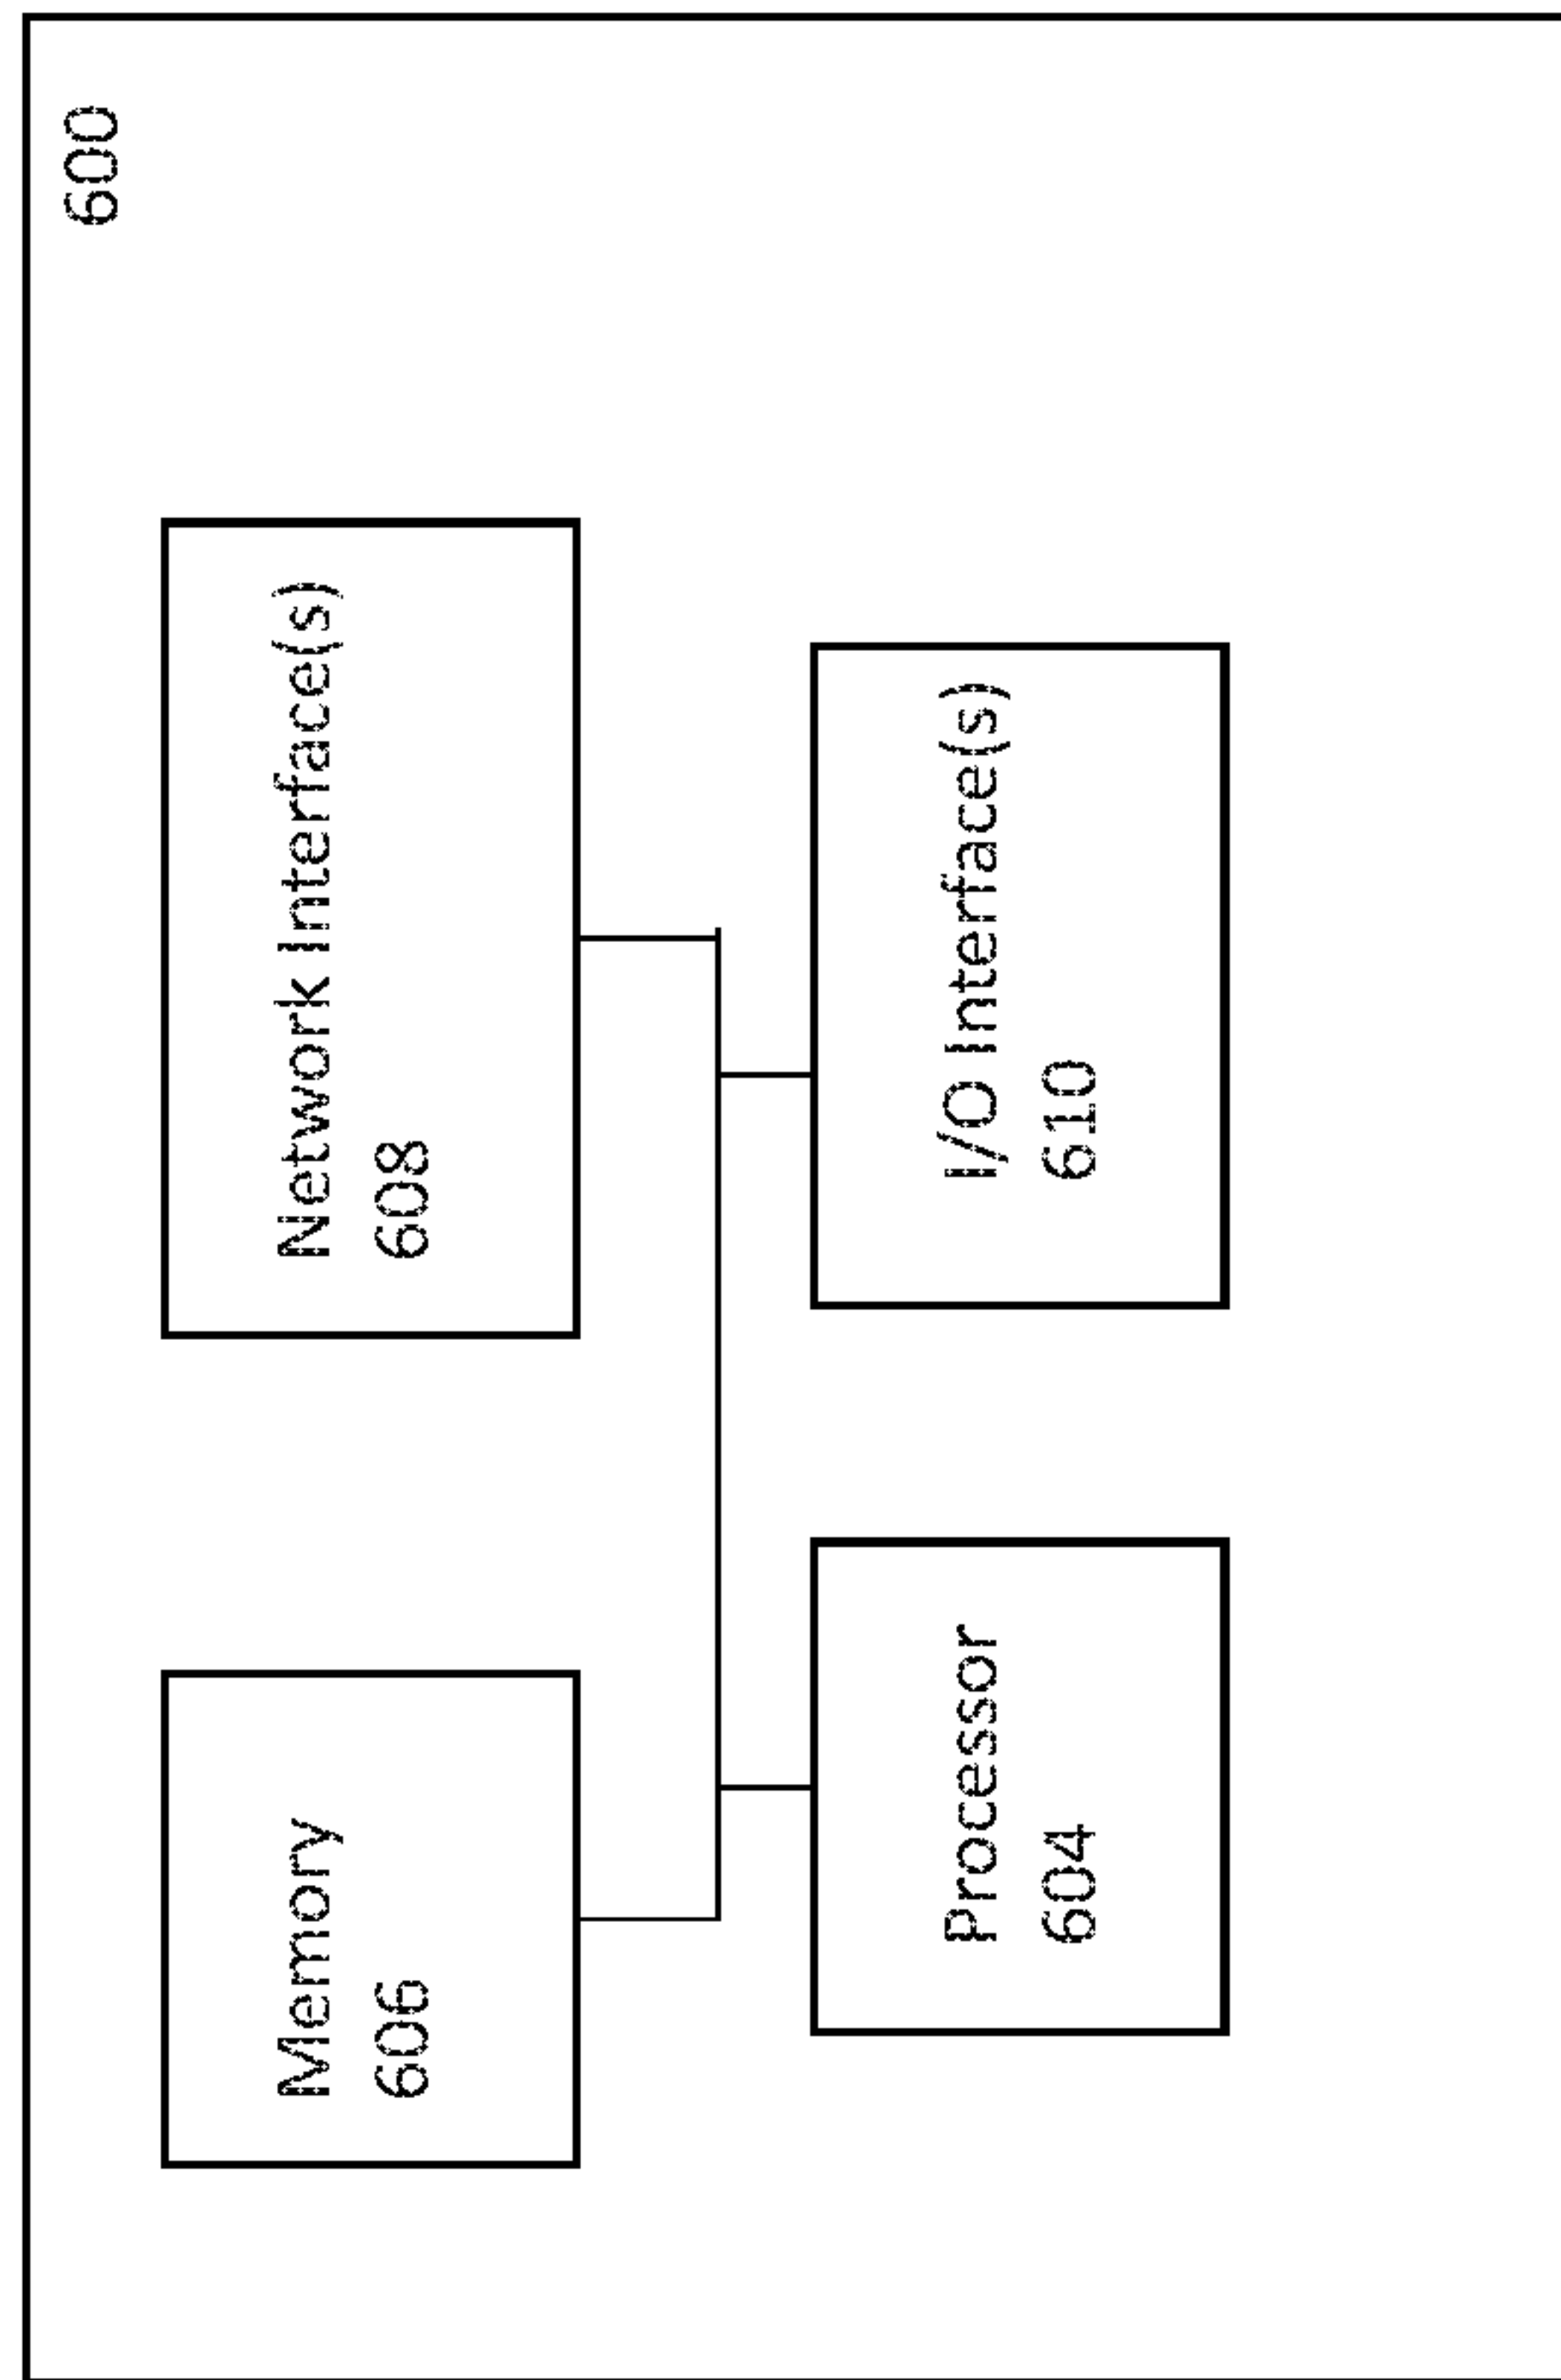 600
Memory
606
Network Interface(s)
608
Processor
604
I/O Interface(s)
610